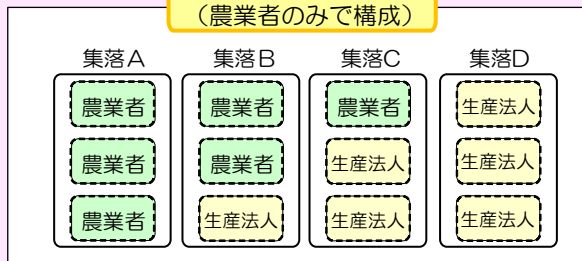 （農業者のみで構成）
集落A 集落B 集落C 集落D
農業者 農業者 農業者 生産法人
農業者 農業者 生産法人 生産法人
農業者 生産法人 生産法人 生産法人